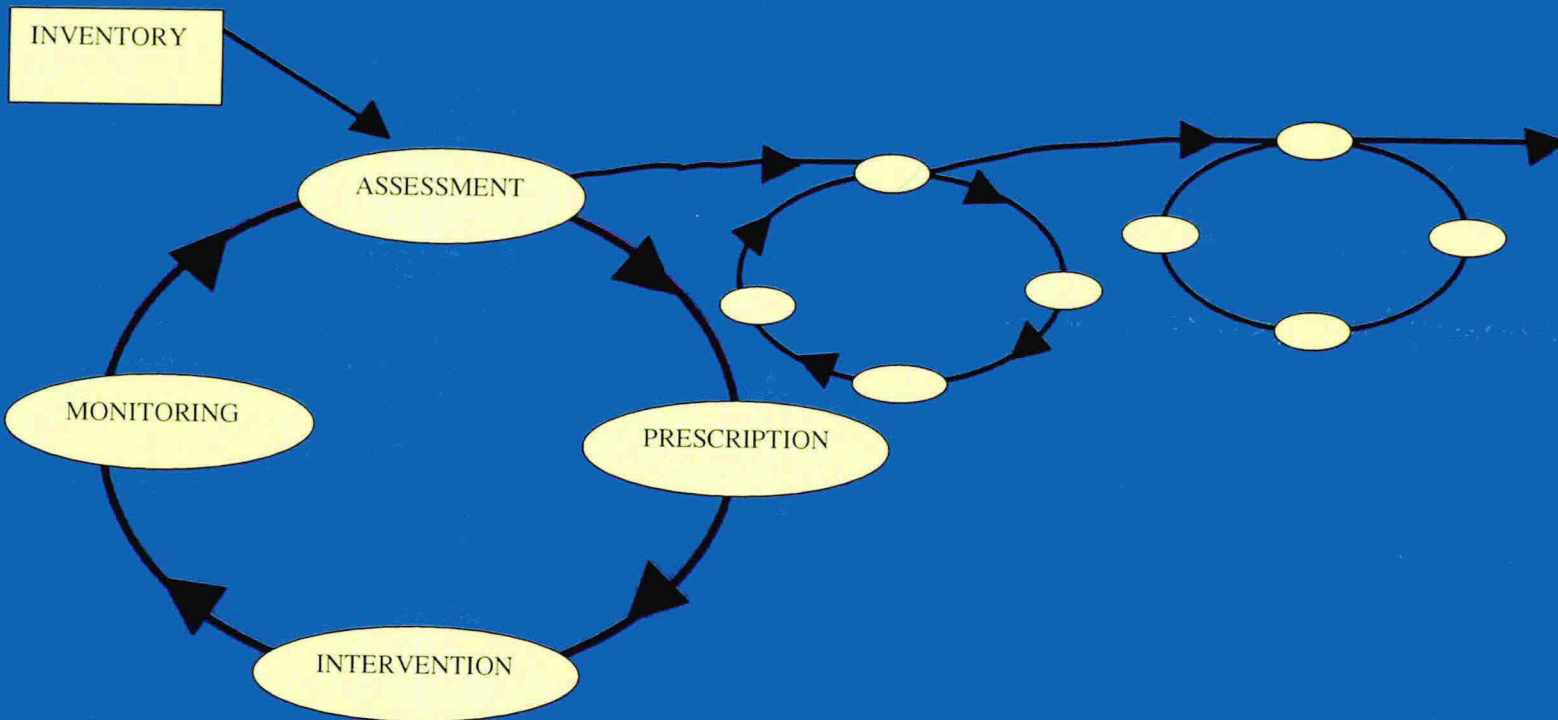 INVENTORY
ASSESSMENT
MONITORING
PRESCRIPTION
INTERVENTION